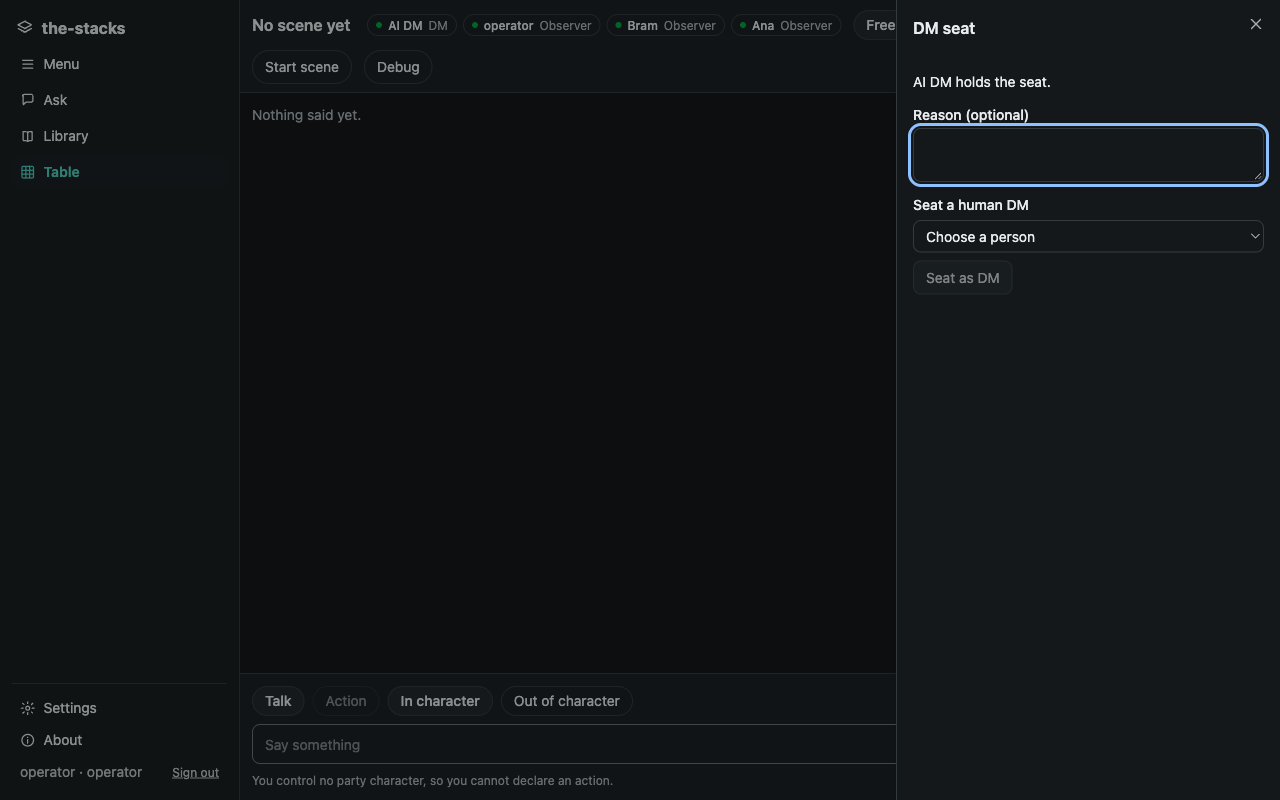 the-stacks
Menu
Ask
Library
Table
Settings
About
operator · operator Sign out
No scene yet AI DM DM operator Observer Bram Observer Ana Observer Free
Start scene Debug
Nothing said yet.
Talk Action In character Out of character
Say something
You control no party character, so you cannot declare an action.
DM seat
AI DM holds the seat.
Reason (optional)
Seat a human DM
Choose a person
Seat as DM